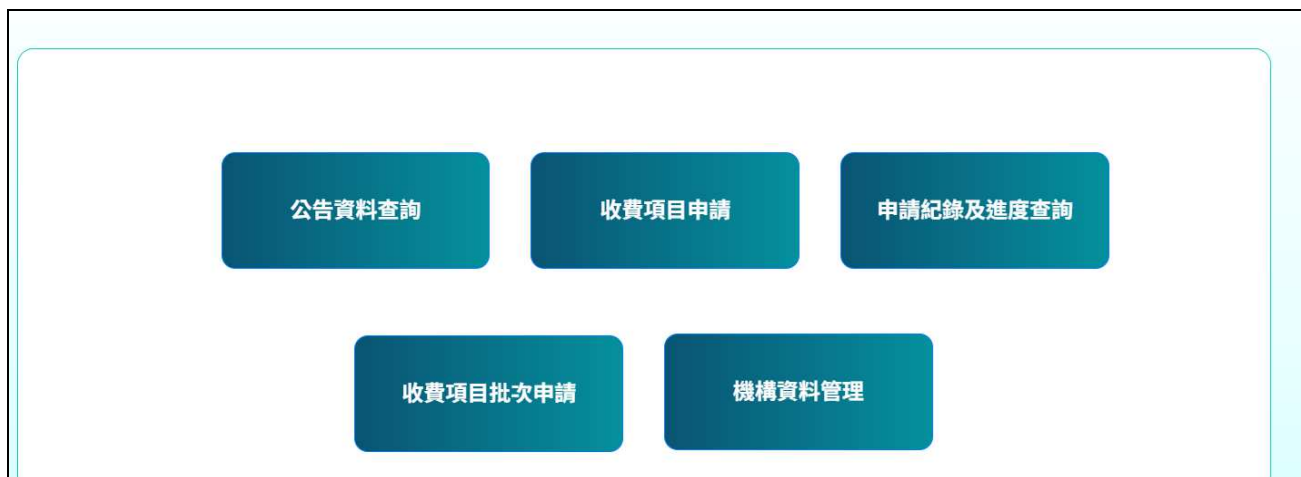 公告資料查詢
收費項目申請
申請紀錄及進度查詢
收費項目批次申請
機構資料管理